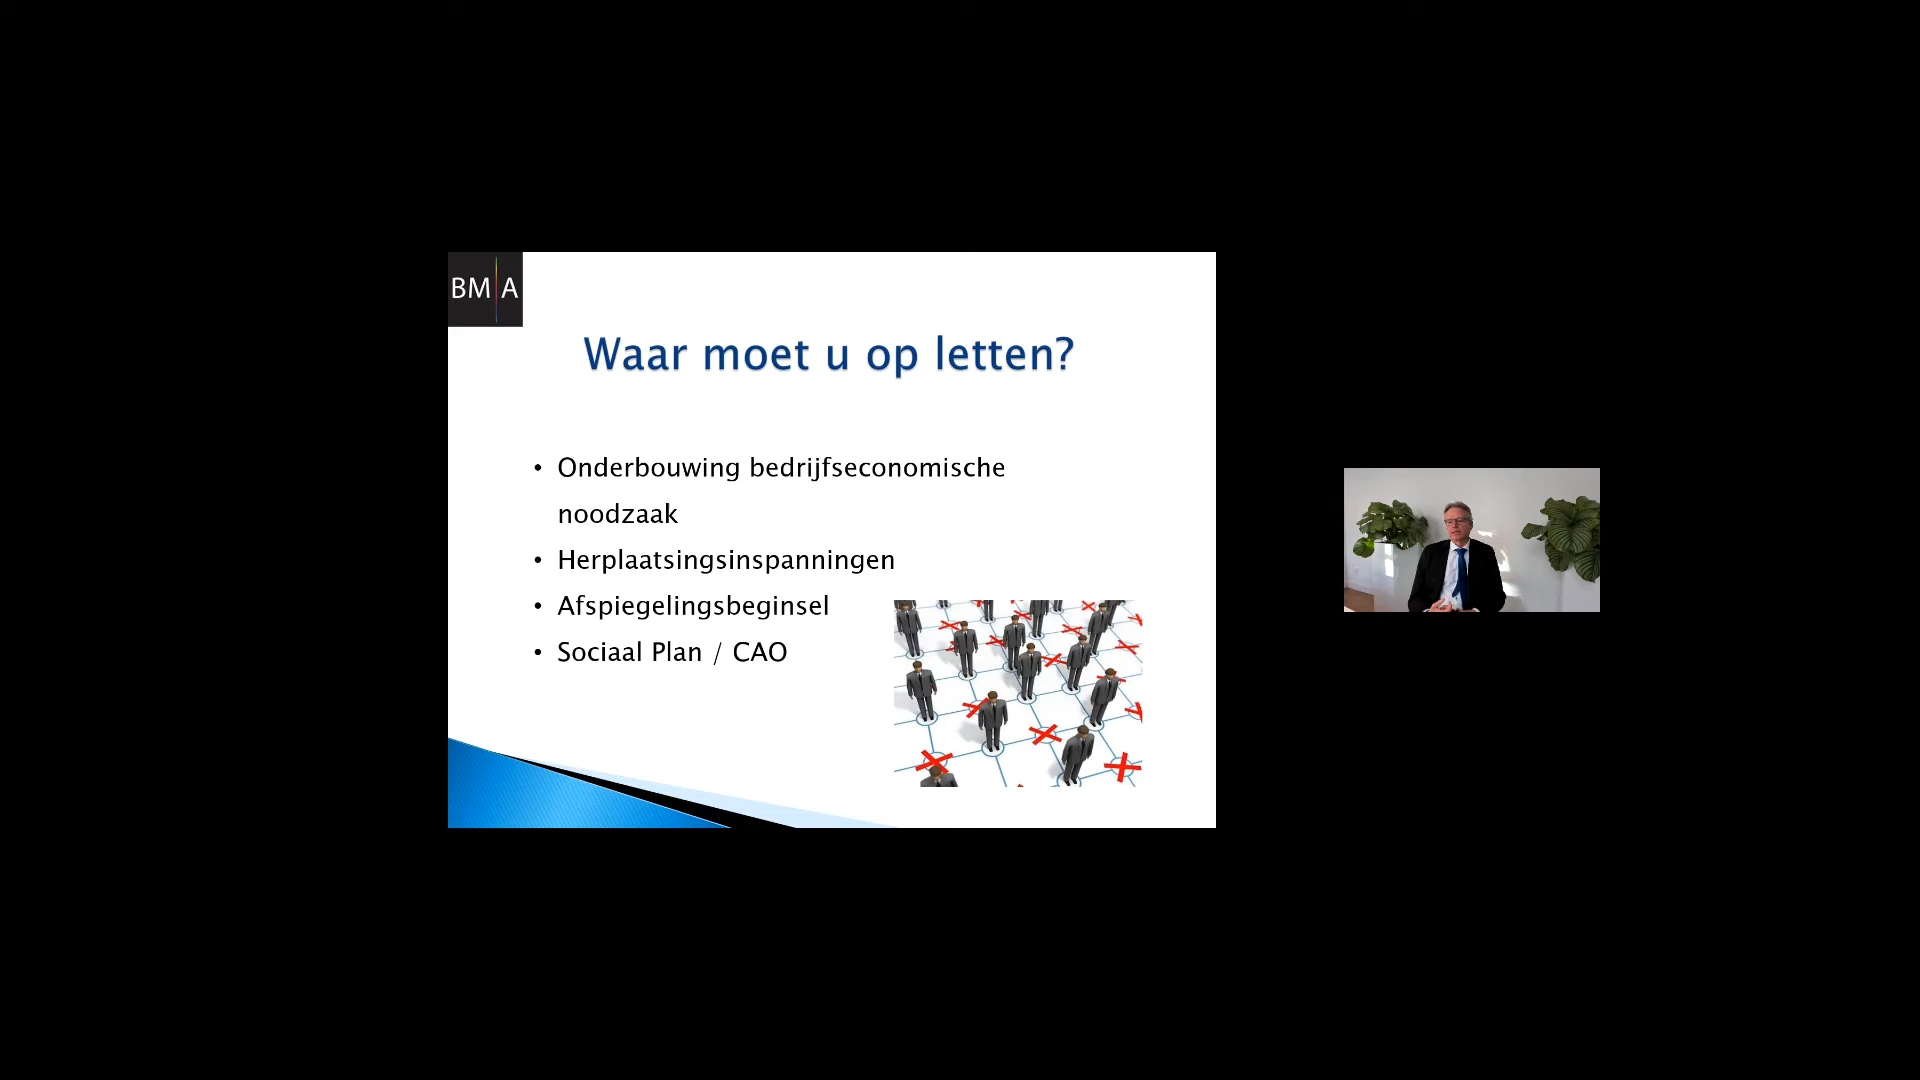 BM|A
Waar moet u op letten?
• Onderbouwing bedrijfseconomische
noodzaak
• Herplaatsingsinspanningen
• Afspiegelingsbeginsel
• Sociaal Plan / CAO